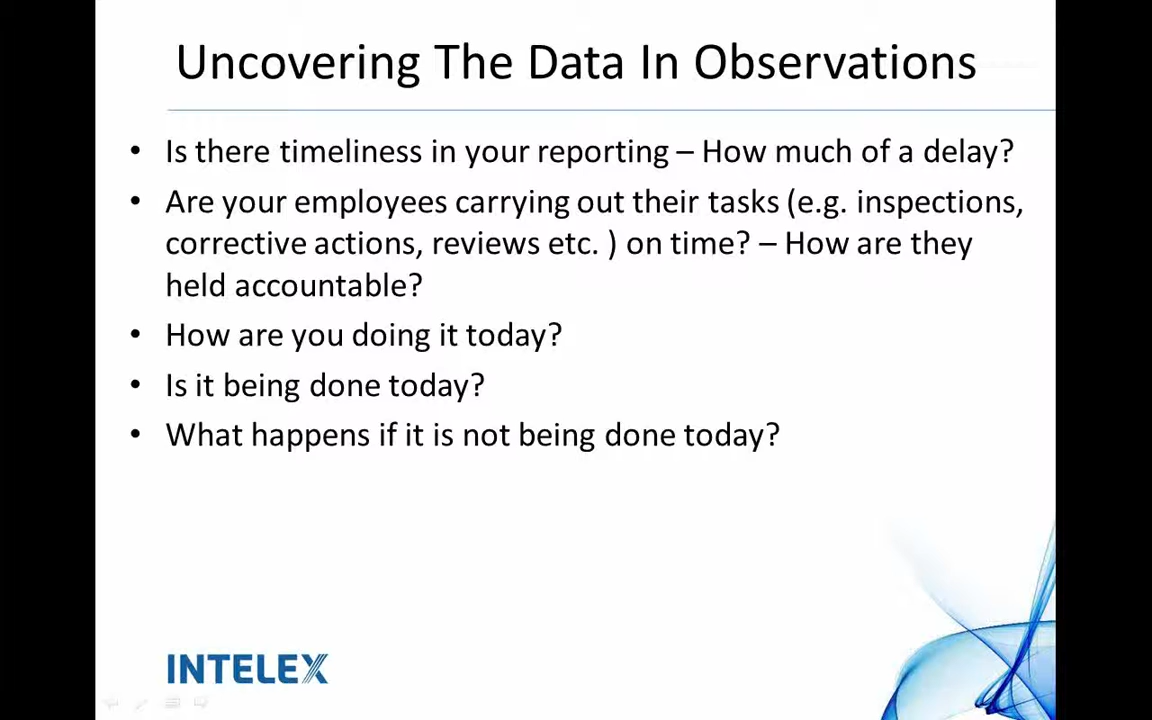 Uncovering The Data In Observations
• Is there timeliness in your reporting – How much of a delay?
• Are your employees carrying out their tasks (e.g. inspections,
corrective actions, reviews etc. ) on time? – How are they
held accountable?
• How are you doing it today?
• Is it being done today?
• What happens if it is not being done today?
INTELEX